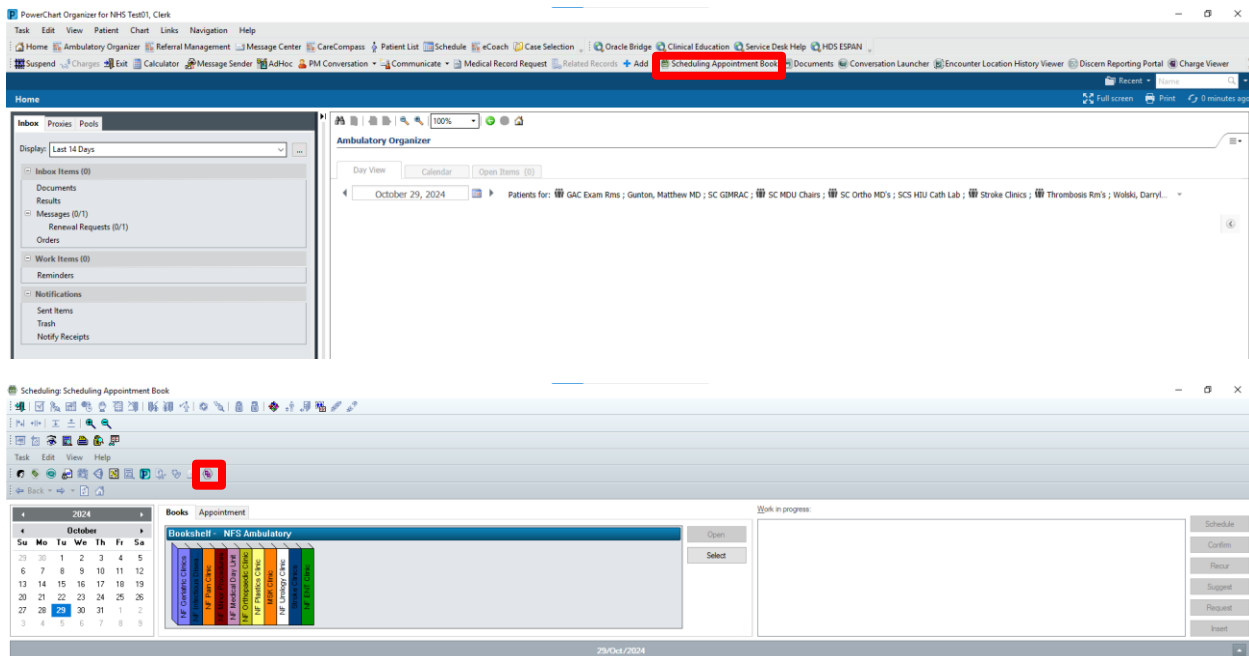 PowerChart Organizer for NHS Test01, Clerk
Task Edit View Patient Chart Links Navigation Help
Home Ambulatory Organizer Referral Management Message Center CareCompass Patient List Schedule eCoach Case Selection Oracle Bridge Clinical Education Service Desk Help HDS ESPAN
Suspend Charges Exit Calculator Message Sender AdHoc PM Conversation Communicate Medical Record Request Related Records Add Scheduling Appointment Book Documents Conversation Launcher Encounter Location History Viewer Discern Reporting Portal Charge Viewer
Recent Name
Home Full screen Print 0 minutes ago
Inbox Proxies Pools
100%
Display: Last 14 Days ...
Ambulatory Organizer
Inbox Items (0)
Day View Calendar Open Items (0)
Documents
October 29, 2024 Patients for: GAC Exam Rms ; Gunton, Matthew MD ; SC GIMRAC ; SC MDU Chairs ; SC Ortho MD's ; SCS HIU Cath Lab ; Stroke Clinics ; Thrombosis Rm's ; Wolski, Darryl...
Results
Messages (0/1)
Renewal Requests (0/1)
Orders
Work Items (0)
Reminders
Notifications
Sent Items
Trash
Notify Receipts
Scheduling: Scheduling Appointment Book
Task Edit View Help
Back
2024
October
Su Mo Tu We Th Fr Sa
29 30 1 2 3 4 5
6 7 8 9 10 11 12
13 14 15 16 17 18 19
20 21 22 23 24 25 26
27 28 29 30 31 1 2
3 4 5 6 7 8 9
Books Appointment
Bookshelf - NFS Ambulatory
NF Geriatric Clinics
NF Pain Clinic
NF Medical Day Unit
NF Orthopaedic Clinic
NF Plastics Clinic
MSK Clinic
NF Urology Clinic
Stroke Clinics
NF ENT Clinic
Open
Select
Work in progress:
Schedule
Confirm
Recur
Suggest
Request
Insert
29/Oct/2024